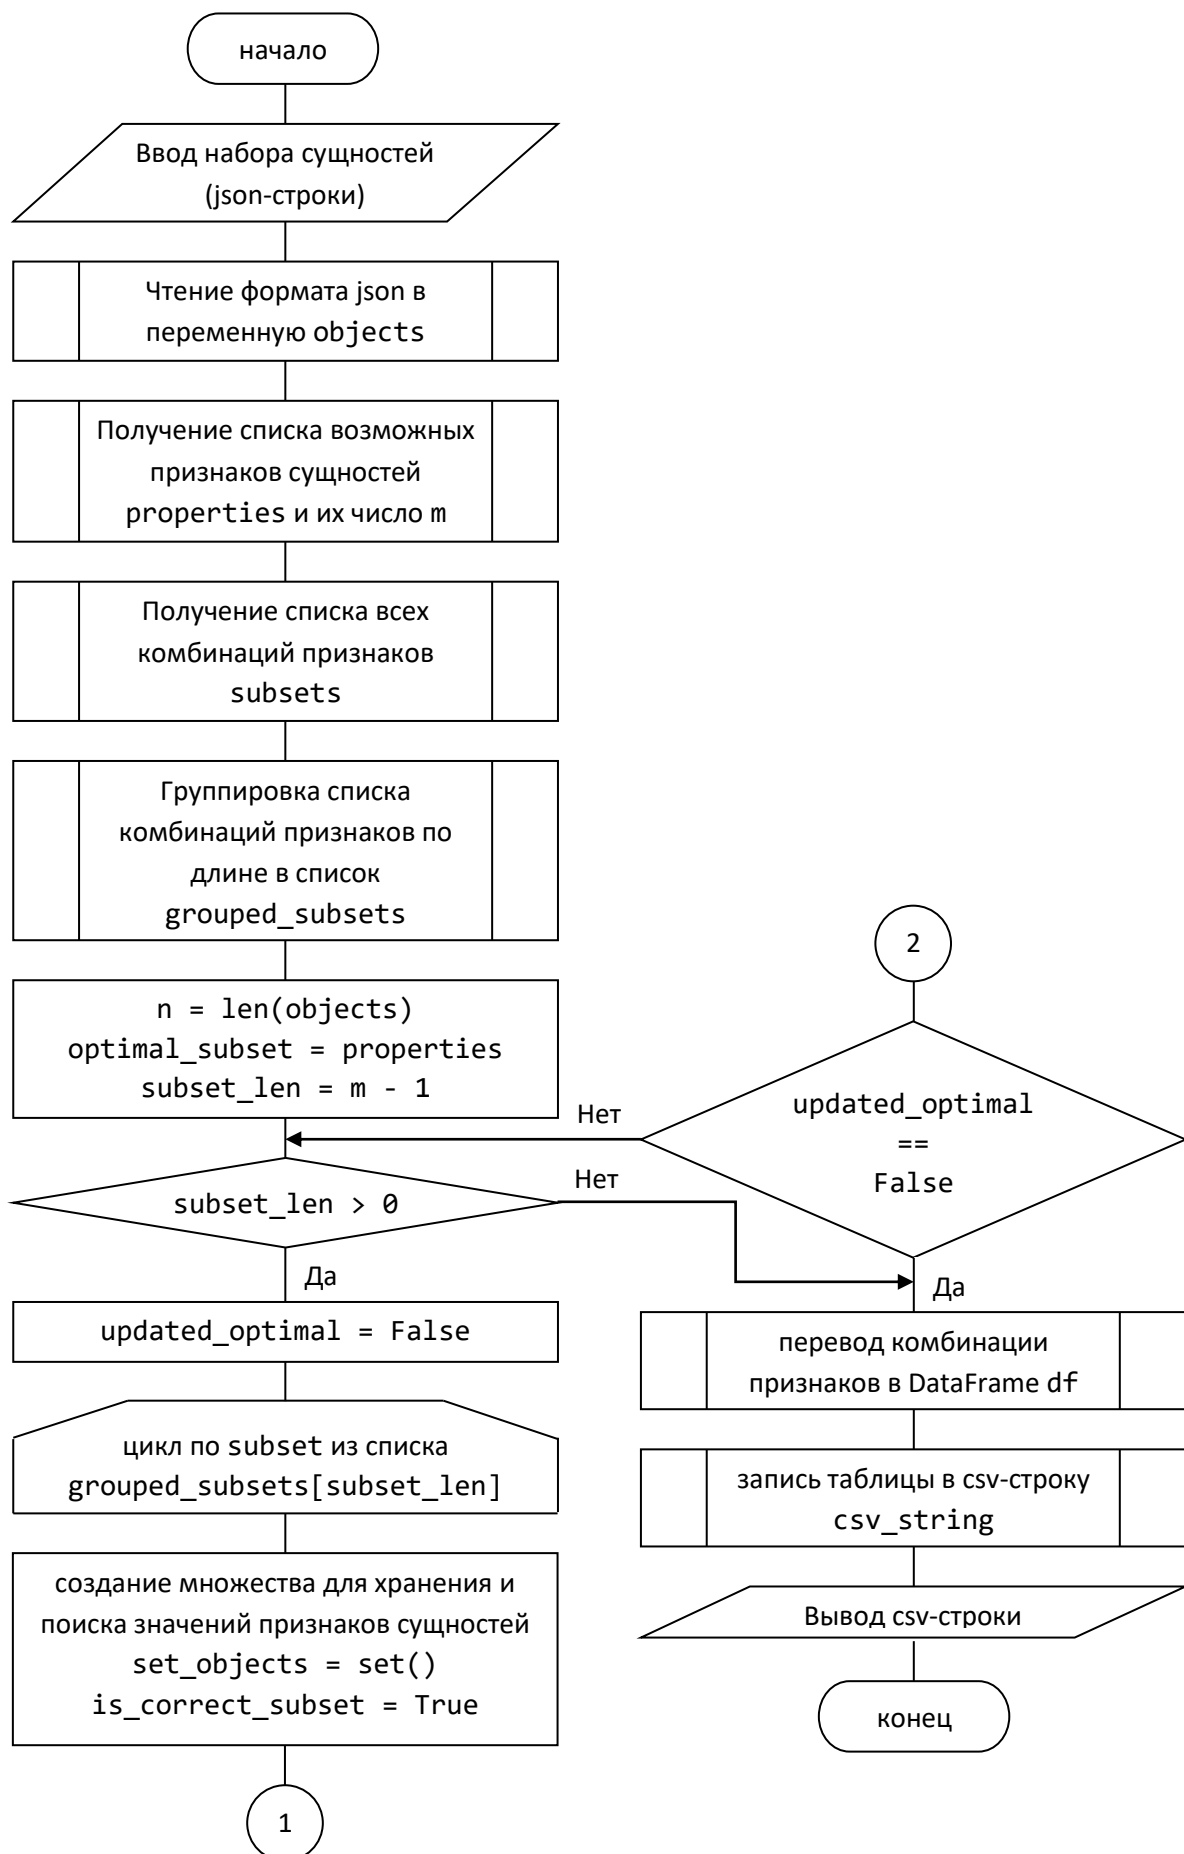 начало
Ввод набора сущностей
(json-строки)
Чтение формата json в
переменную objects
Получение списка возможных
признаков сущностей
properties и их число m
Получение списка всех
комбинаций признаков
subsets
Группировка списка
комбинаций признаков по
длине в список
grouped_subsets
n = len(objects)
optimal_subset = properties
subset_len = m - 1
subset_len > 0
Нет
Да
updated_optimal = False
цикл по subset из списка
grouped_subsets[subset_len]
создание множества для хранения и
поиска значений признаков сущностей
set_objects = set()
is_correct_subset = True
1
2
updated_optimal
==
False
Нет
Да
перевод комбинации
признаков в DataFrame df
запись таблицы в csv-строку
csv_string
Вывод csv-строки
конец